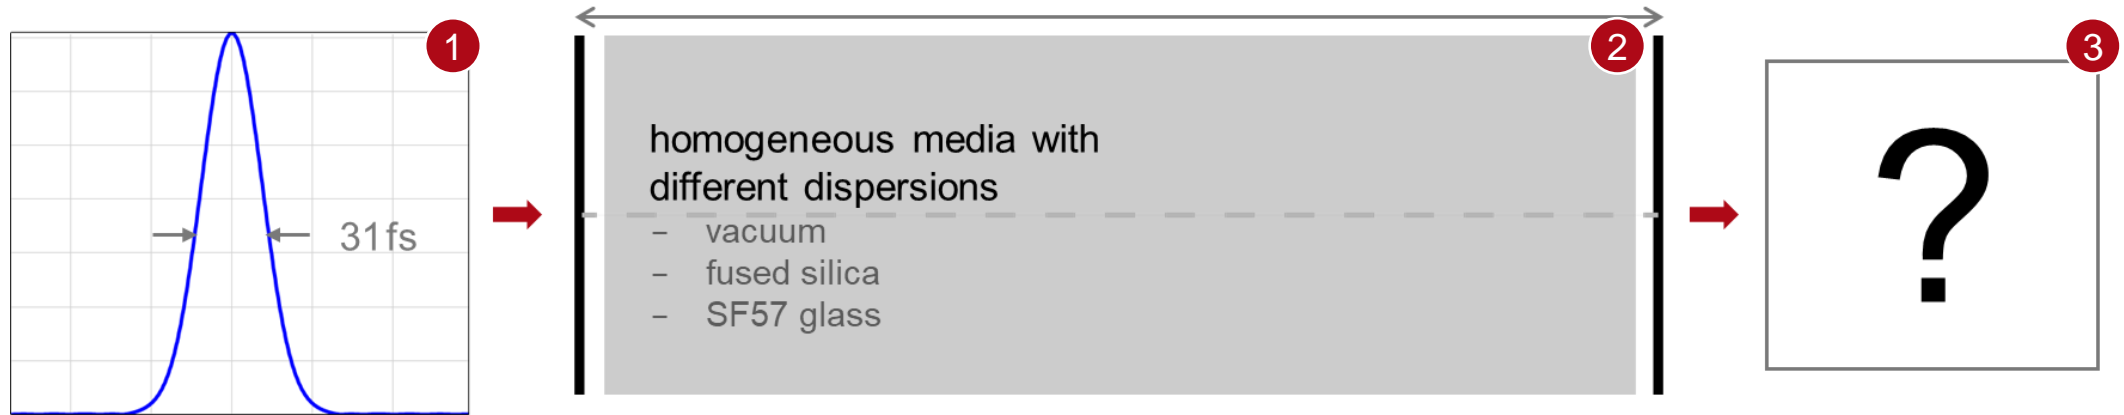 1
31fs
2
homogeneous media with
different dispersions
– vacuum
– fused silica
– SF57 glass
3
?